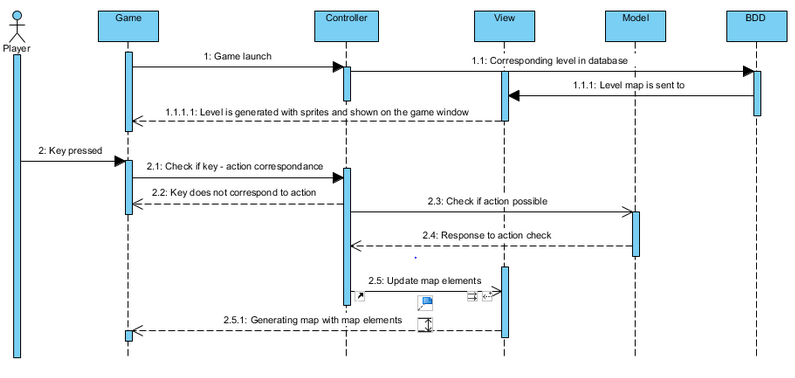 Game
Controller
View
Model
BDD
Player
1: Game launch
1.1: Corresponding level in database
1.1.1: Level map is sent to
1.1.1.1: Level is generated with sprites and shown on the game window
2: Key pressed
2.1: Check if key - action correspondance
2.2: Key does not correspond to action
2.3: Check if action possible
2.4: Response to action check
2.5: Update map elements
2.5.1: Generating map with map elements